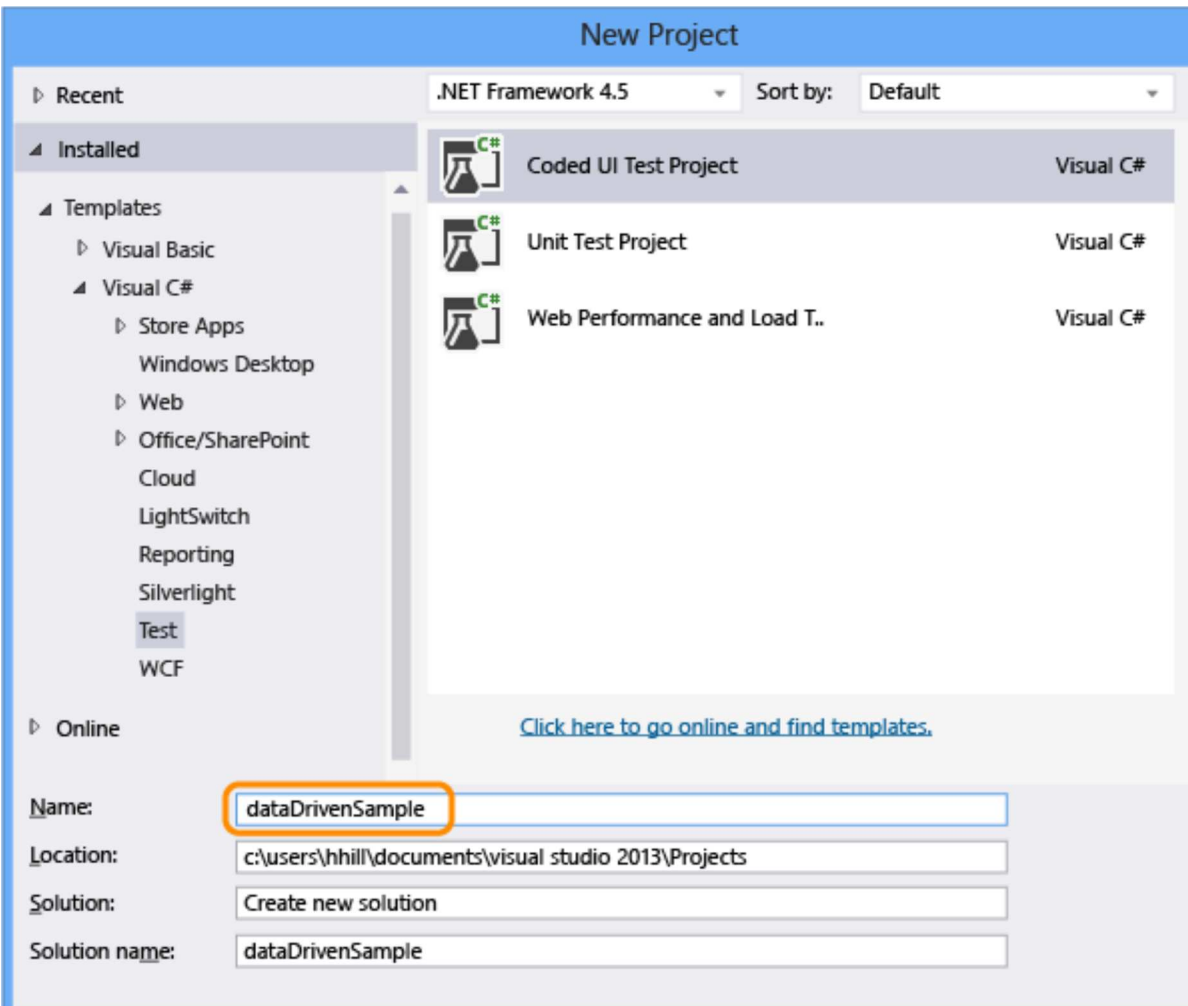 New Project
Recent
.NET Framework 4.5
Sort by:
Default
Installed
Templates
Visual Basic
Visual C#
Store Apps
Windows Desktop
Web
Office/SharePoint
Cloud
LightSwitch
Reporting
Silverlight
Test
WCF
Online
C#
Coded UI Test Project
Visual C#
C#
Unit Test Project
Visual C#
C#
Web Performance and Load T..
Visual C#
Click here to go online and find templates.
Name:
dataDrivenSample
Location:
c:\users\hhill\documents\visual studio 2013\Projects
Solution:
Create new solution
Solution name:
dataDrivenSample